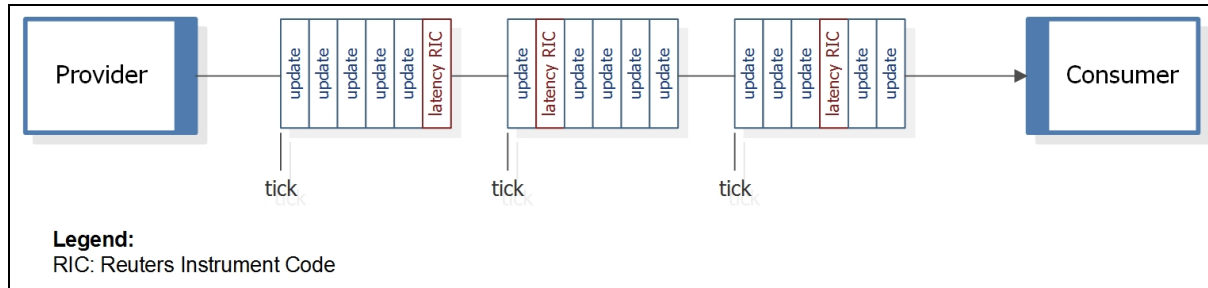 Provider
update
update
update
update
update
latency RIC
update
latency RIC
update
update
update
update
update
update
update
latency RIC
update
update
Consumer
tick
tick
tick
Legend:
RIC: Reuters Instrument Code